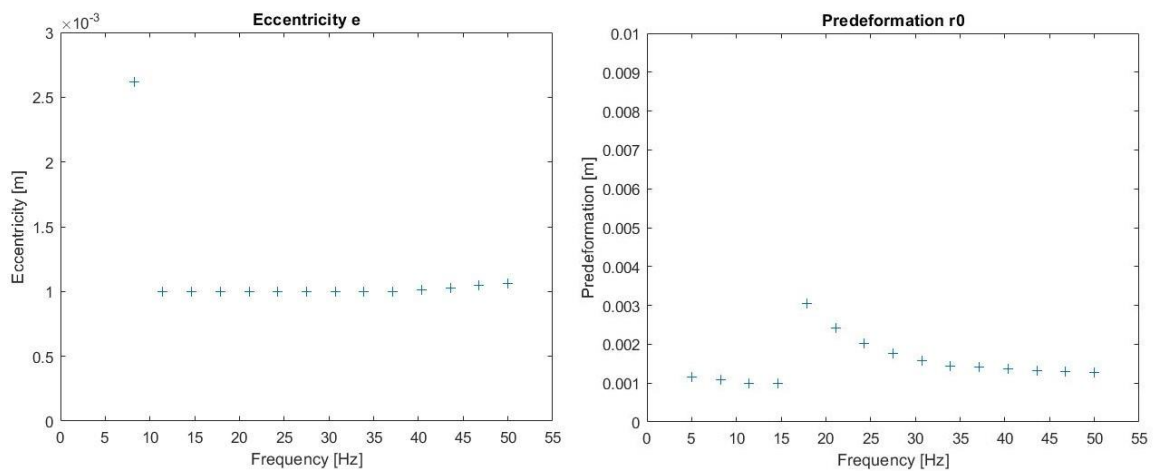 Eccentricity e
×10⁻³
3
2.5
2
1.5
1
0.5
0
Eccentricity [m]
0 5 10 15 20 25 30 35 40 45 50 55
Frequency [Hz]
Predeformation r0
0.01
0.009
0.008
0.007
0.006
0.005
0.004
0.003
0.002
0.001
0
Predeformation [m]
0 5 10 15 20 25 30 35 40 45 50 55
Frequency [Hz]